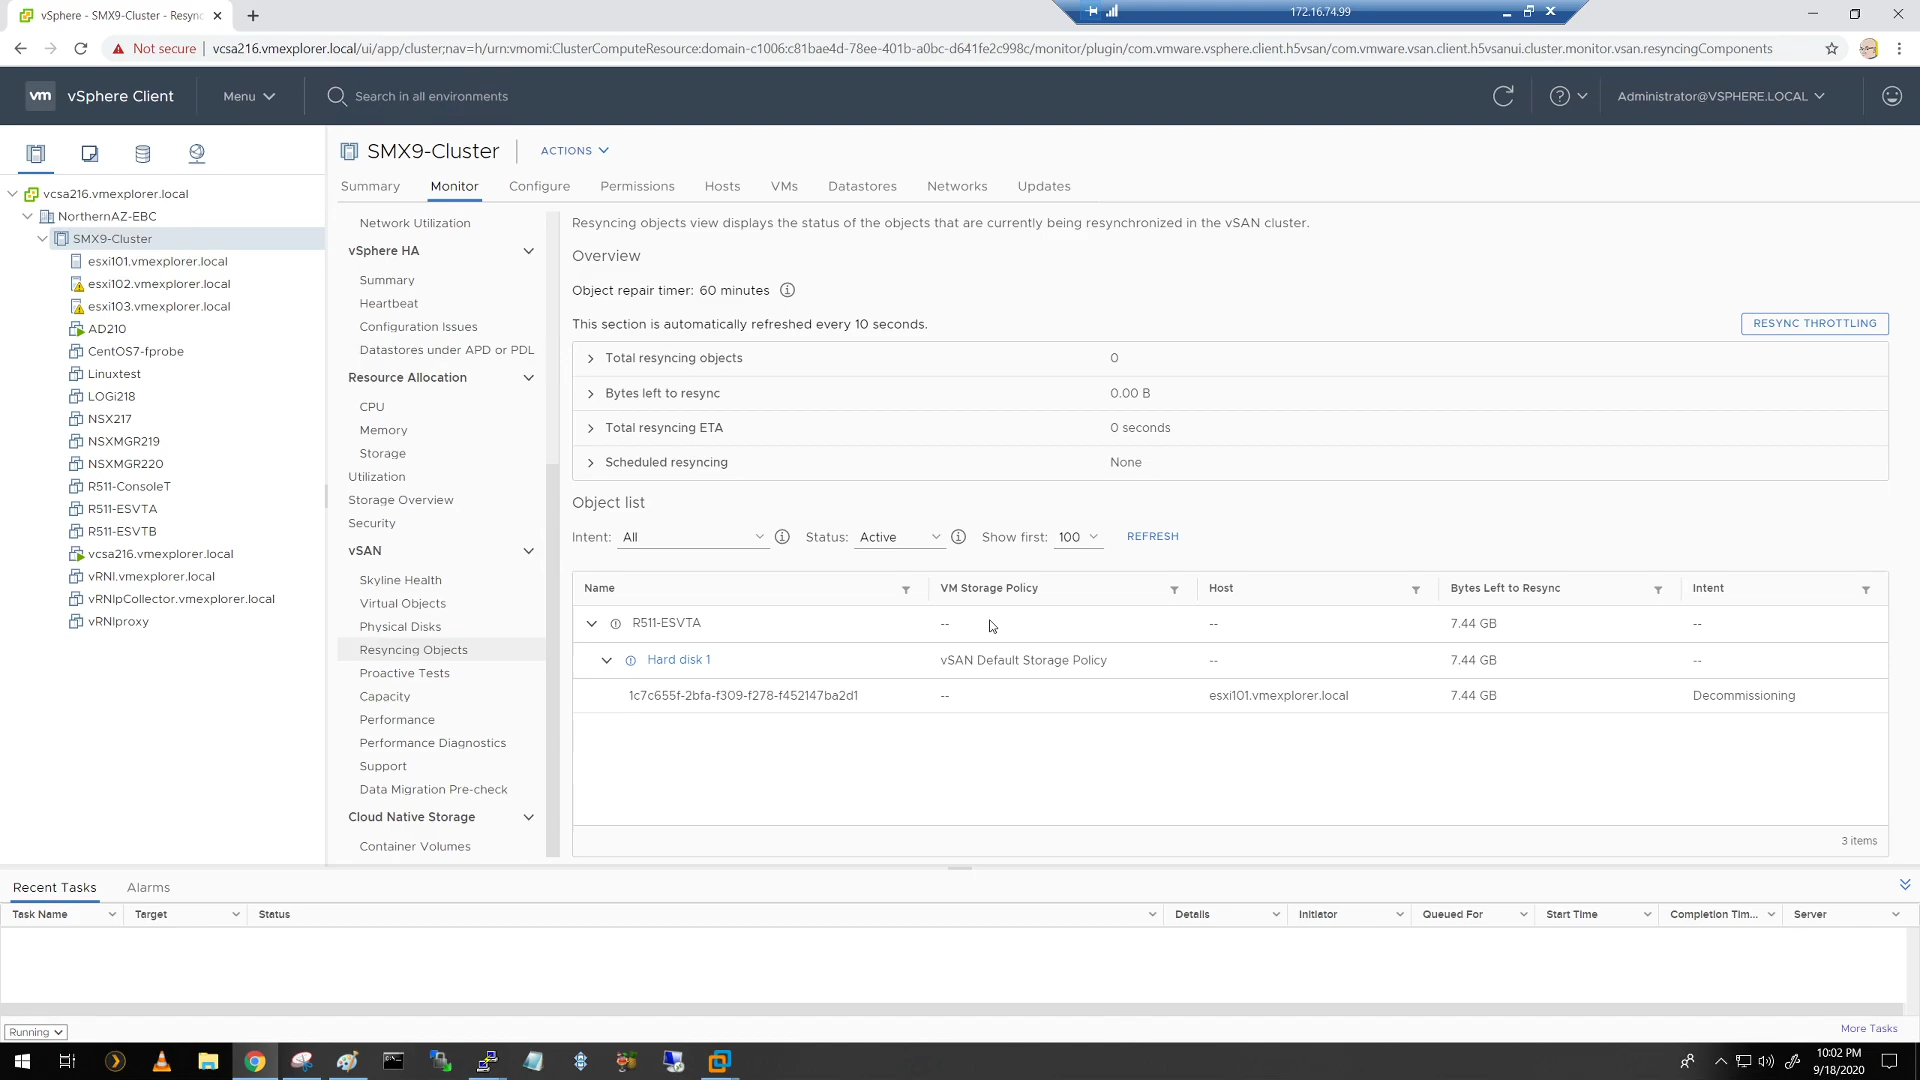 vSphere - SMX9-Cluster - Resync
172.16.74.99
Not secure | vcsa216.vmexplorer.local/ui/app/cluster;nav=h/urn:vmomi:ClusterComputeResource:domain-c1006:c81bae4d-78ee-401b-a0bc-d641fe2c998c/monitor/plugin/com.vmware.vsphere.client.h5vsan/com.vmware.vsan.client.h5vsanui.cluster.monitor.vsan.resyncingComponents
vm vSphere Client Menu Search in all environments Administrator@VSPHERE.LOCAL
SMX9-Cluster ACTIONS
Summary Monitor Configure Permissions Hosts VMs Datastores Networks Updates
vcsa216.vmexplorer.local
NorthernAZ-EBC
SMX9-Cluster
esxi101.vmexplorer.local
esxi102.vmexplorer.local
esxi103.vmexplorer.local
AD210
CentOS7-fprobe
Linuxtest
LOGi218
NSX217
NSXMGR219
NSXMGR220
R511-ConsoleT
R511-ESVTA
R511-ESVTB
vcsa216.vmexplorer.local
vRNI.vmexplorer.local
vRNIpCollector.vmexplorer.local
vRNIproxy
Network Utilization
vSphere HA
Summary
Heartbeat
Configuration Issues
Datastores under APD or PDL
Resource Allocation
CPU
Memory
Storage
Utilization
Storage Overview
Security
vSAN
Skyline Health
Virtual Objects
Physical Disks
Resyncing Objects
Proactive Tests
Capacity
Performance
Performance Diagnostics
Support
Data Migration Pre-check
Cloud Native Storage
Container Volumes
Resyncing objects view displays the status of the objects that are currently being resynchronized in the vSAN cluster.
Overview
Object repair timer: 60 minutes
This section is automatically refreshed every 10 seconds.
RESYNC THROTTLING
Total resyncing objects 0
Bytes left to resync 0.00 B
Total resyncing ETA 0 seconds
Scheduled resyncing None
Object list
Intent: All Status: Active Show first: 100 REFRESH
Name VM Storage Policy Host Bytes Left to Resync Intent
R511-ESVTA -- -- 7.44 GB --
Hard disk 1 vSAN Default Storage Policy -- 7.44 GB --
1c7c655f-2bfa-f309-f278-f452147ba2d1 -- esxi101.vmexplorer.local 7.44 GB Decommissioning
3 items
Recent Tasks Alarms
Task Name Target Status Details Initiator Queued For Start Time Completion Tim... Server
Running
More Tasks
10:02 PM
9/18/2020